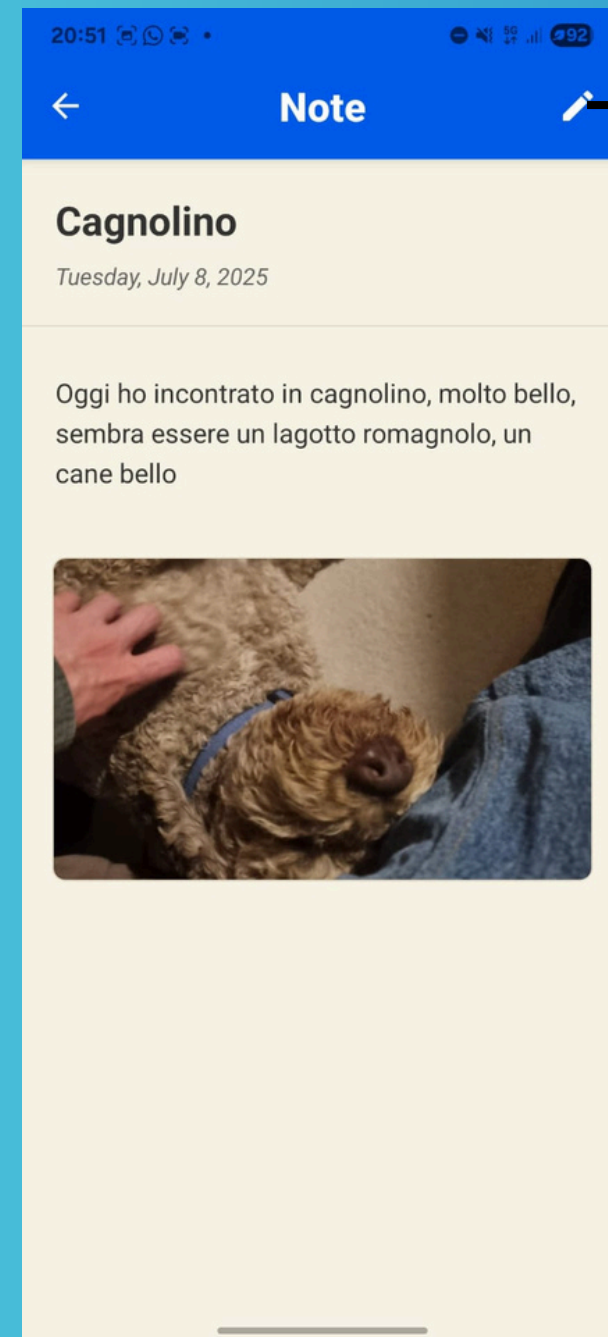 20:51
5G
92
Note
Cagnolino
Tuesday, July 8, 2025
Oggi ho incontrato in cagnolino, molto bello,
sembra essere un lagotto romagnolo, un
cane bello